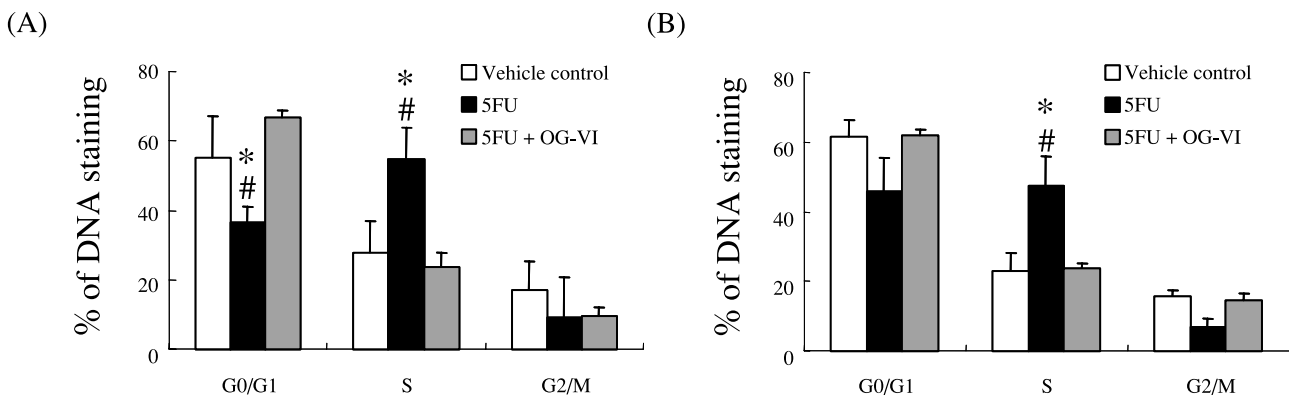 (A)
% of DNA staining
80
60
40
20
0
Vehicle control
5FU
5FU + OG-VI
*
#
*
#
G0/G1
S
G2/M
(B)
% of DNA staining
80
60
40
20
0
Vehicle control
5FU
5FU + OG-VI
*
#
G0/G1
S
G2/M